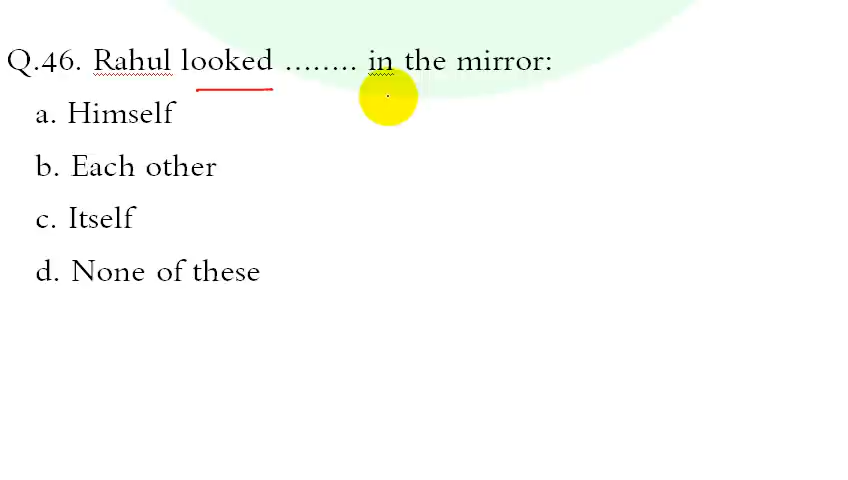 Q.46. Rahul looked ........ in the mirror:
a. Himself
b. Each other
c. Itself
d. None of these